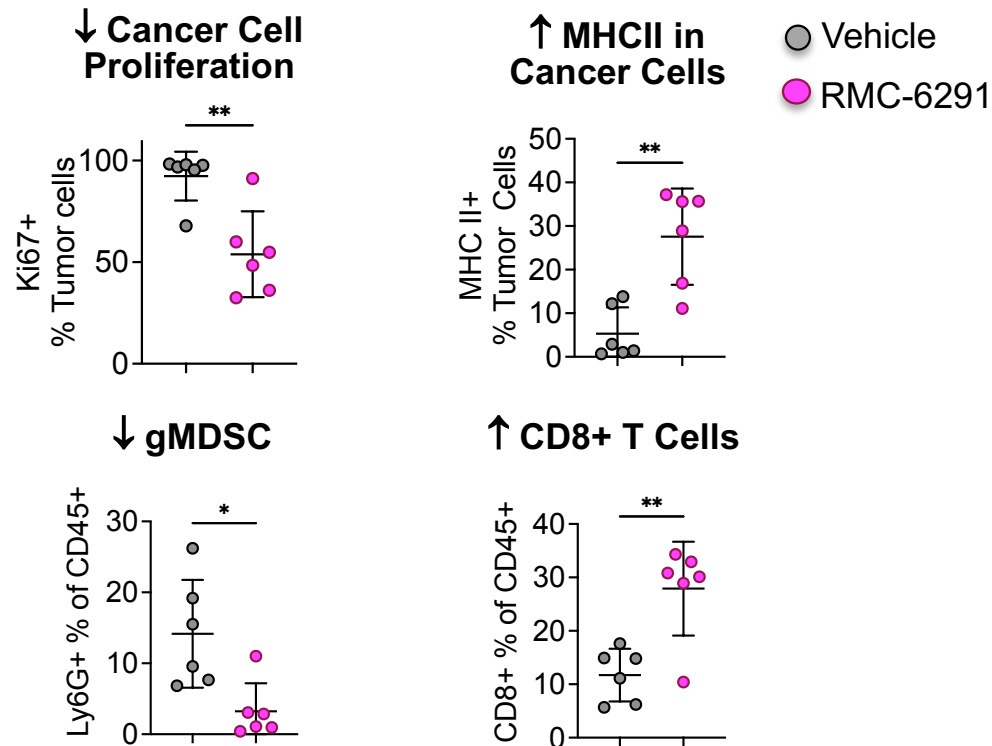 ↓ Cancer Cell
Proliferation
**
Ki67+
% Tumor cells
100
50
0
↑ MHCII in
Cancer Cells
**
MHC II+
% Tumor Cells
50
40
30
20
10
0
Vehicle
RMC-6291
↓ gMDSC
*
Ly6G+ % of CD45+
30
20
10
0
↑ CD8+ T Cells
**
CD8+ % of CD45+
40
30
20
10
0